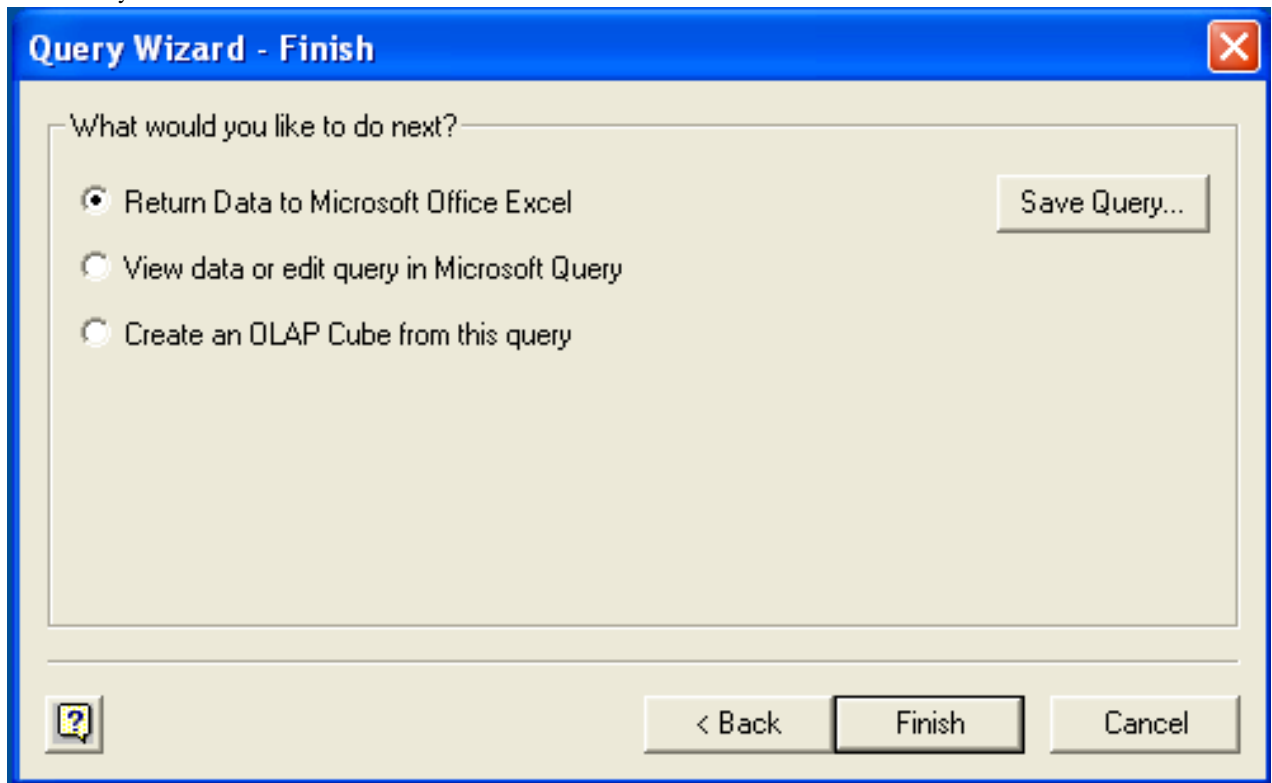 Query Wizard - Finish
What would you like to do next?
Return Data to Microsoft Office Excel
Save Query...
View data or edit query in Microsoft Query
Create an OLAP Cube from this query
?
< Back
Finish
Cancel